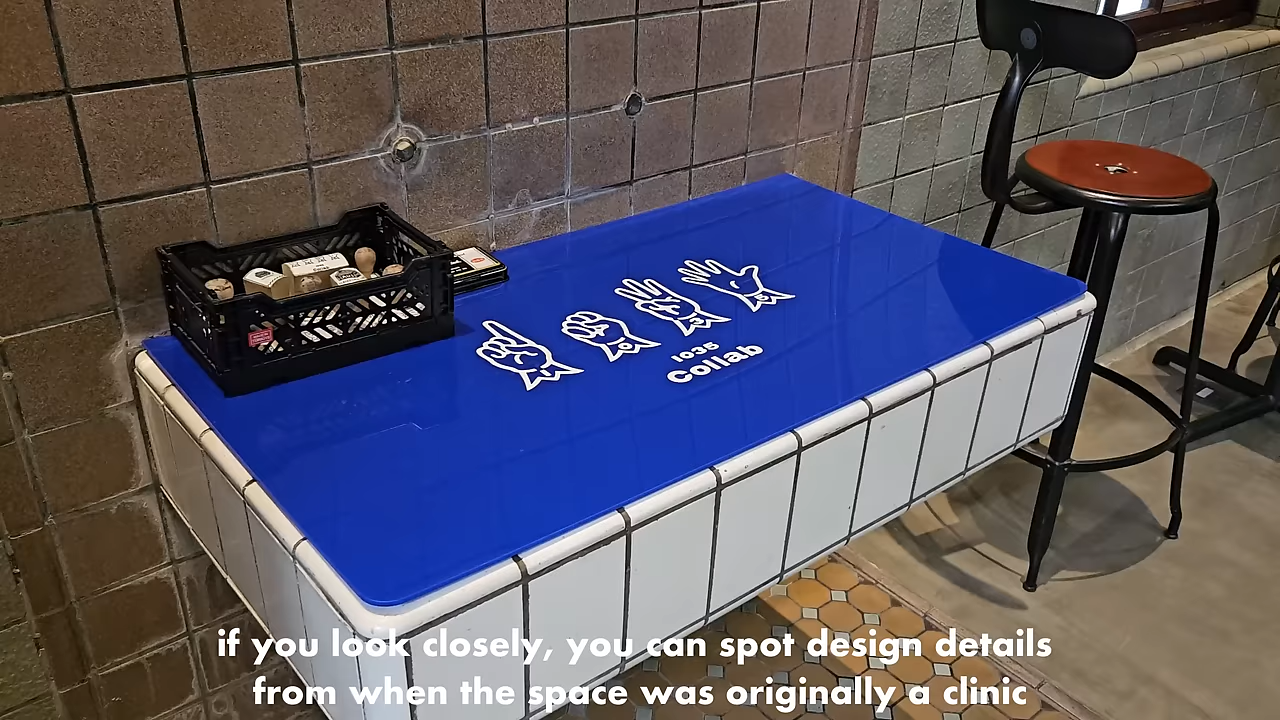 1035
collab
if you look closely, you can spot design details
from when the space was originally a clinic